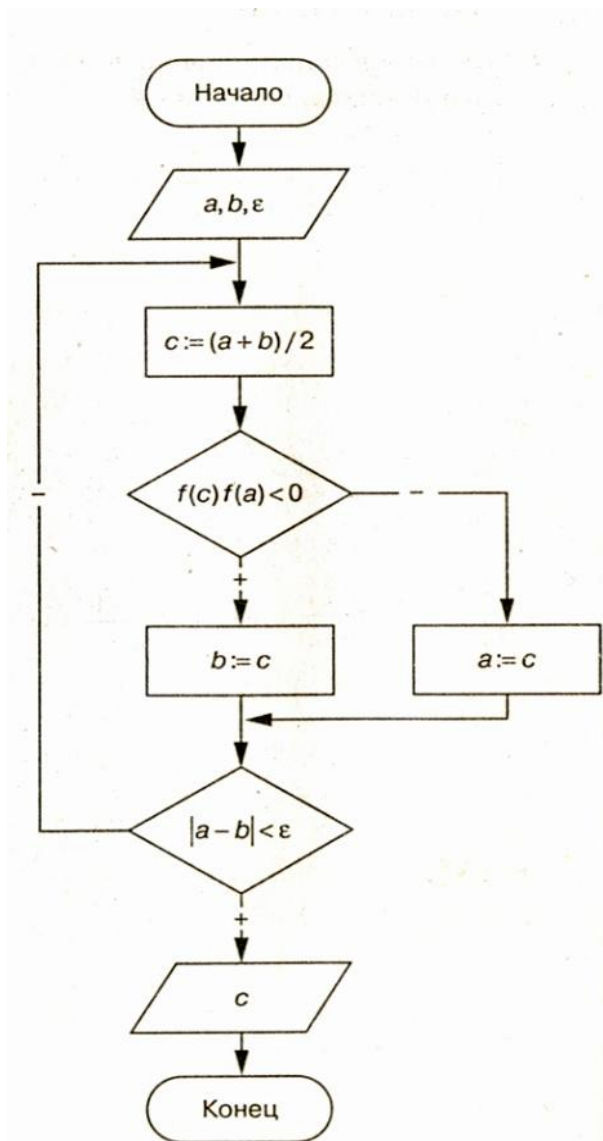 Начало
a, b, ε
c := (a + b) / 2
f(c) f(a) < 0
–
–
+
b := c
a := c
|a – b| < ε
+
c
Конец